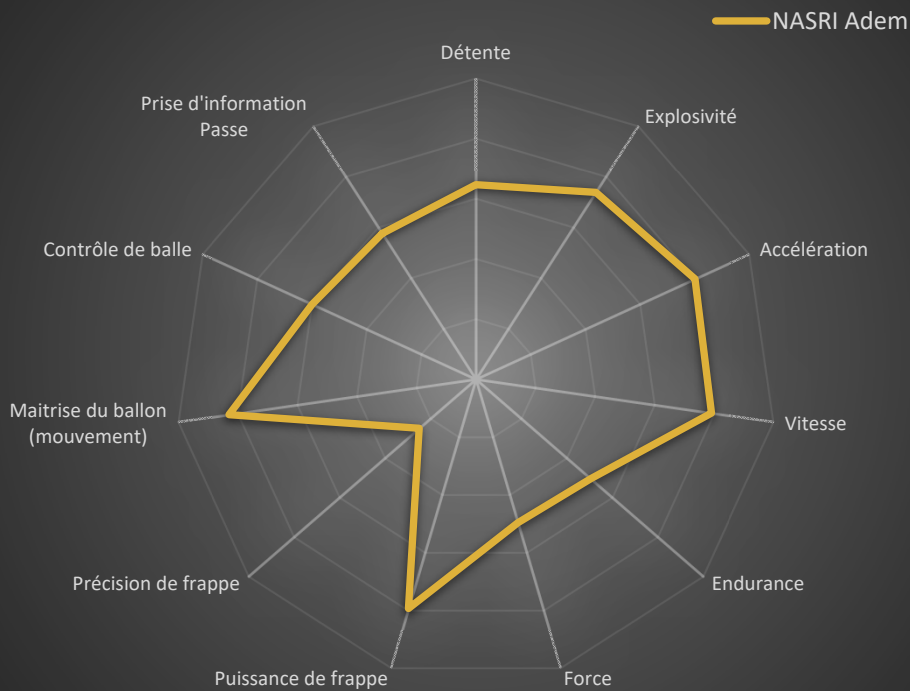 NASRI Adem
Détente
Explosivité
Accélération
Vitesse
Endurance
Force
Puissance de frappe
Précision de frappe
Maitrise du ballon
(mouvement)
Contrôle de balle
Prise d'information
Passe